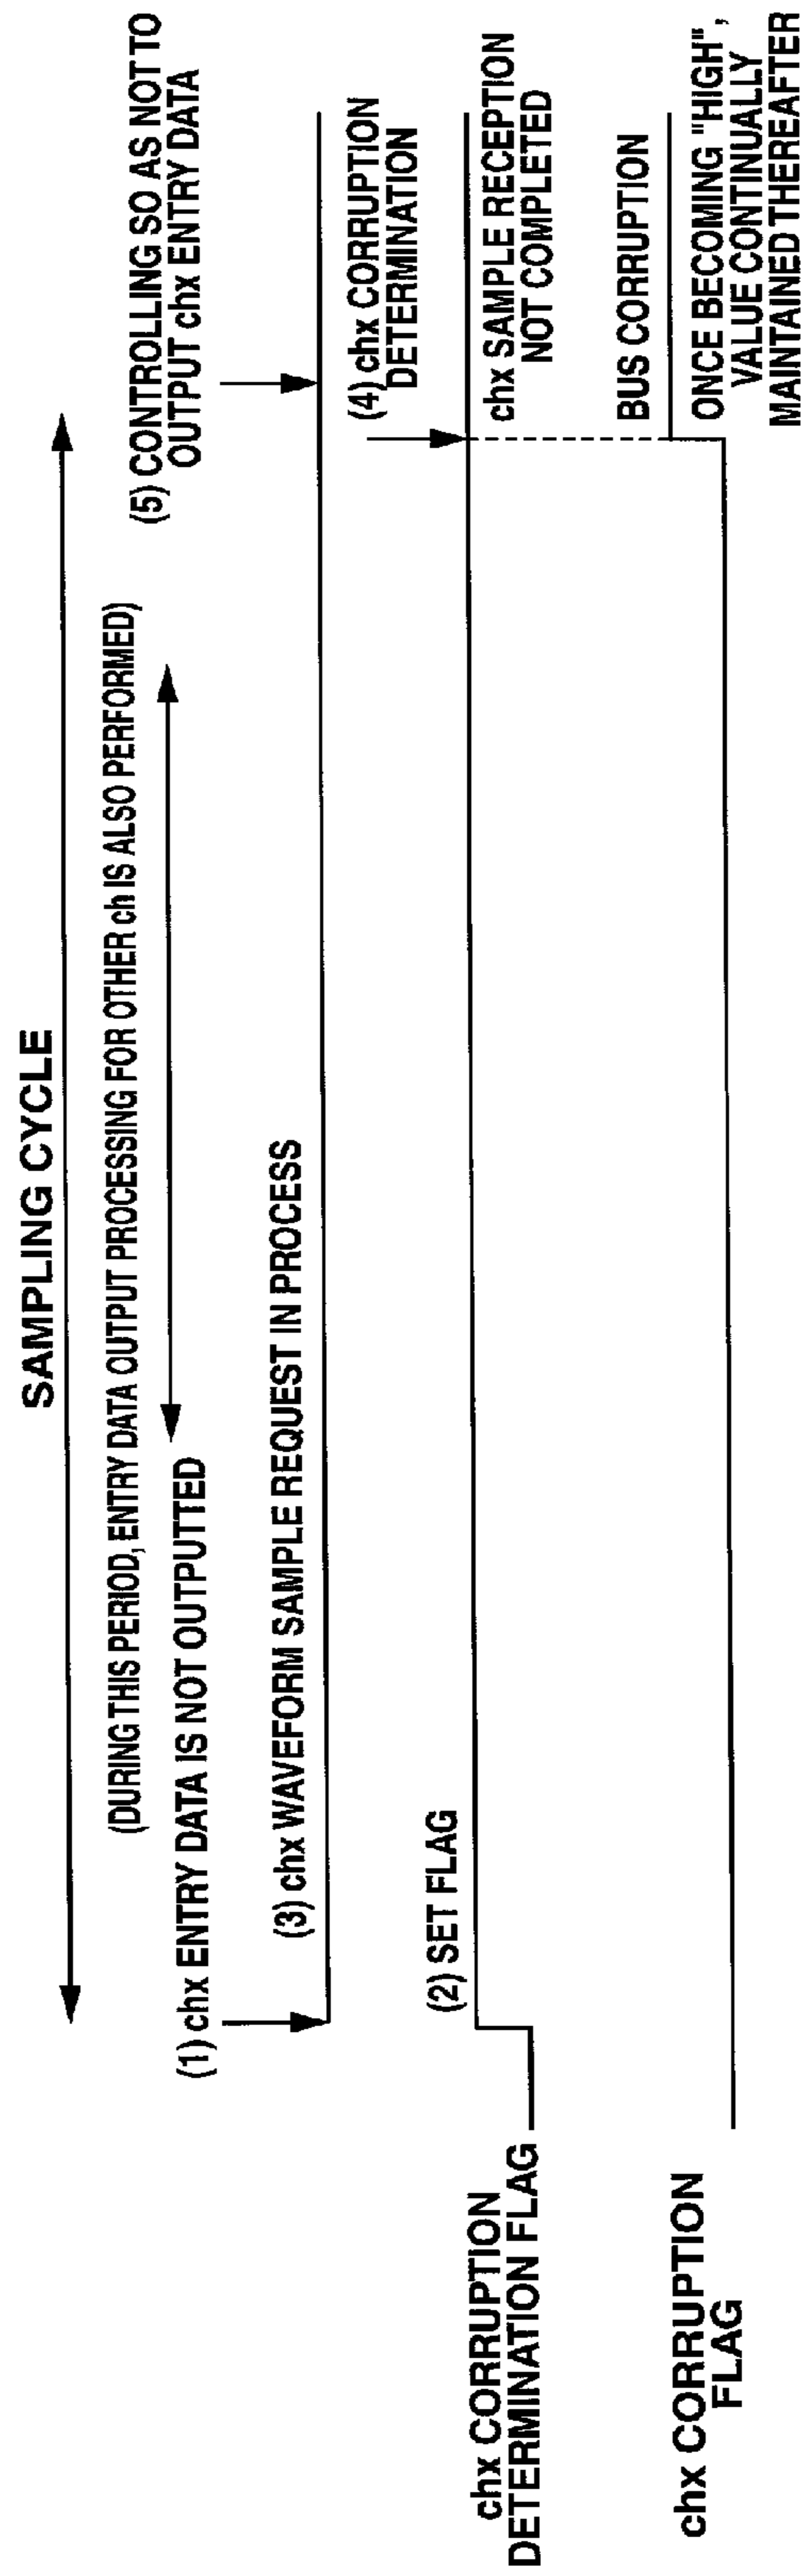 SAMPLING CYCLE
(DURING THIS PERIOD, ENTRY DATA OUTPUT PROCESSING FOR OTHER ch IS ALSO PERFORMED)
(1) chx ENTRY DATA IS NOT OUTPUTTED
(5) CONTROLLING SO AS NOT TO
OUTPUT chx ENTRY DATA
(3) chx WAVEFORM SAMPLE REQUEST IN PROCESS
(4) chx CORRUPTION
DETERMINATION
chx CORRUPTION
DETERMINATION FLAG
(2) SET FLAG
chx SAMPLE RECEPTION
NOT COMPLETED
chx CORRUPTION
FLAG
BUS CORRUPTION
ONCE BECOMING "HIGH",
VALUE CONTINUALLY
MAINTAINED THEREAFTER